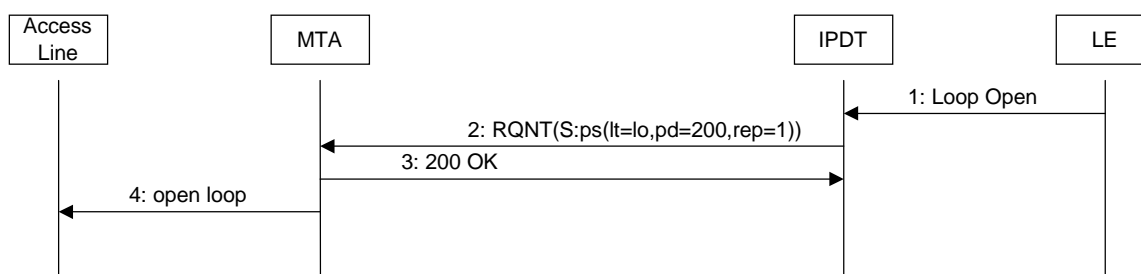 Access
Line
MTA
IPDT
LE
1: Loop Open
2: RQNT(S:ps(lt=lo,pd=200,rep=1))
3: 200 OK
4: open loop